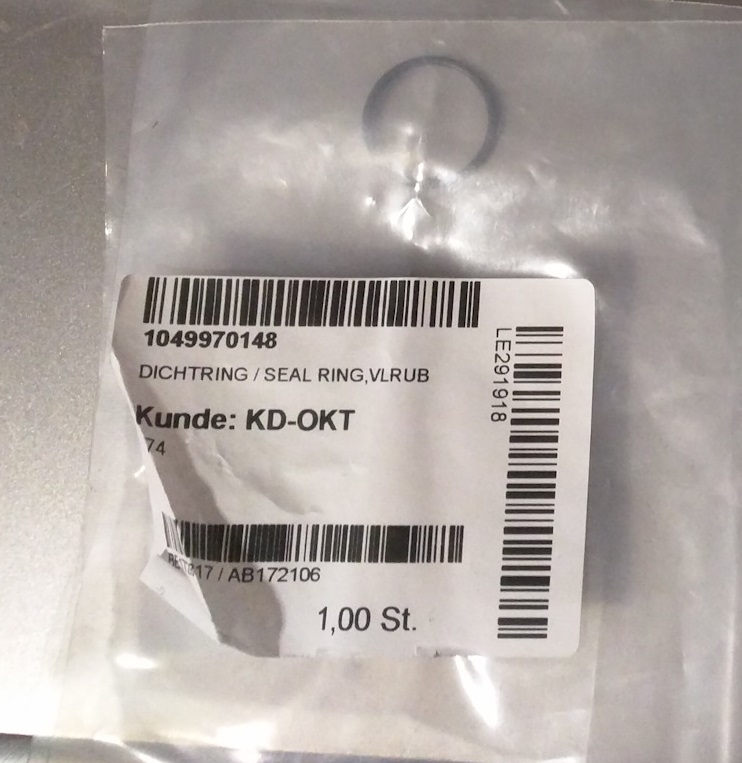 1049970148
DICHTRING / SEAL RING,VLRUB
Kunde: KD-OKT
74
/ AB172106
1,00 St.
LE291918